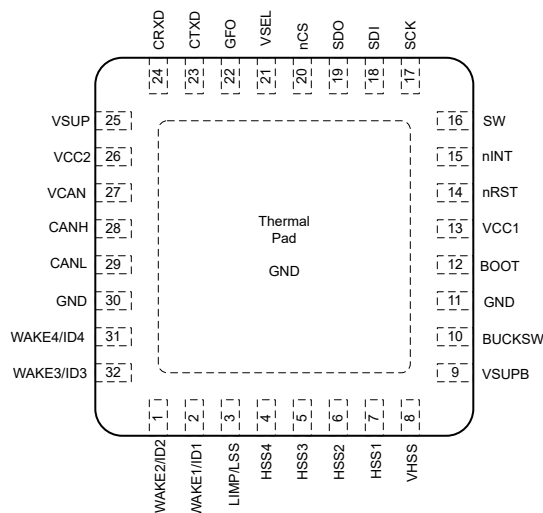 CRXD
CTXD
GFO
VSEL
nCS
SDO
SDI
SCK
24
23
22
21
20
19
18
17
VSUP 25
VCC2 26
VCAN 27
CANH 28
CANL 29
GND 30
WAKE4/ID4 31
WAKE3/ID3 32
Thermal
Pad
GND
16 SW
15 nINT
14 nRST
13 VCC1
12 BOOT
11 GND
10 BUCKSW
9 VSUPB
1
2
3
4
5
6
7
8
WAKE2/ID2
WAKE1/ID1
LIMP/LSS
HSS4
HSS3
HSS2
HSS1
VHSS